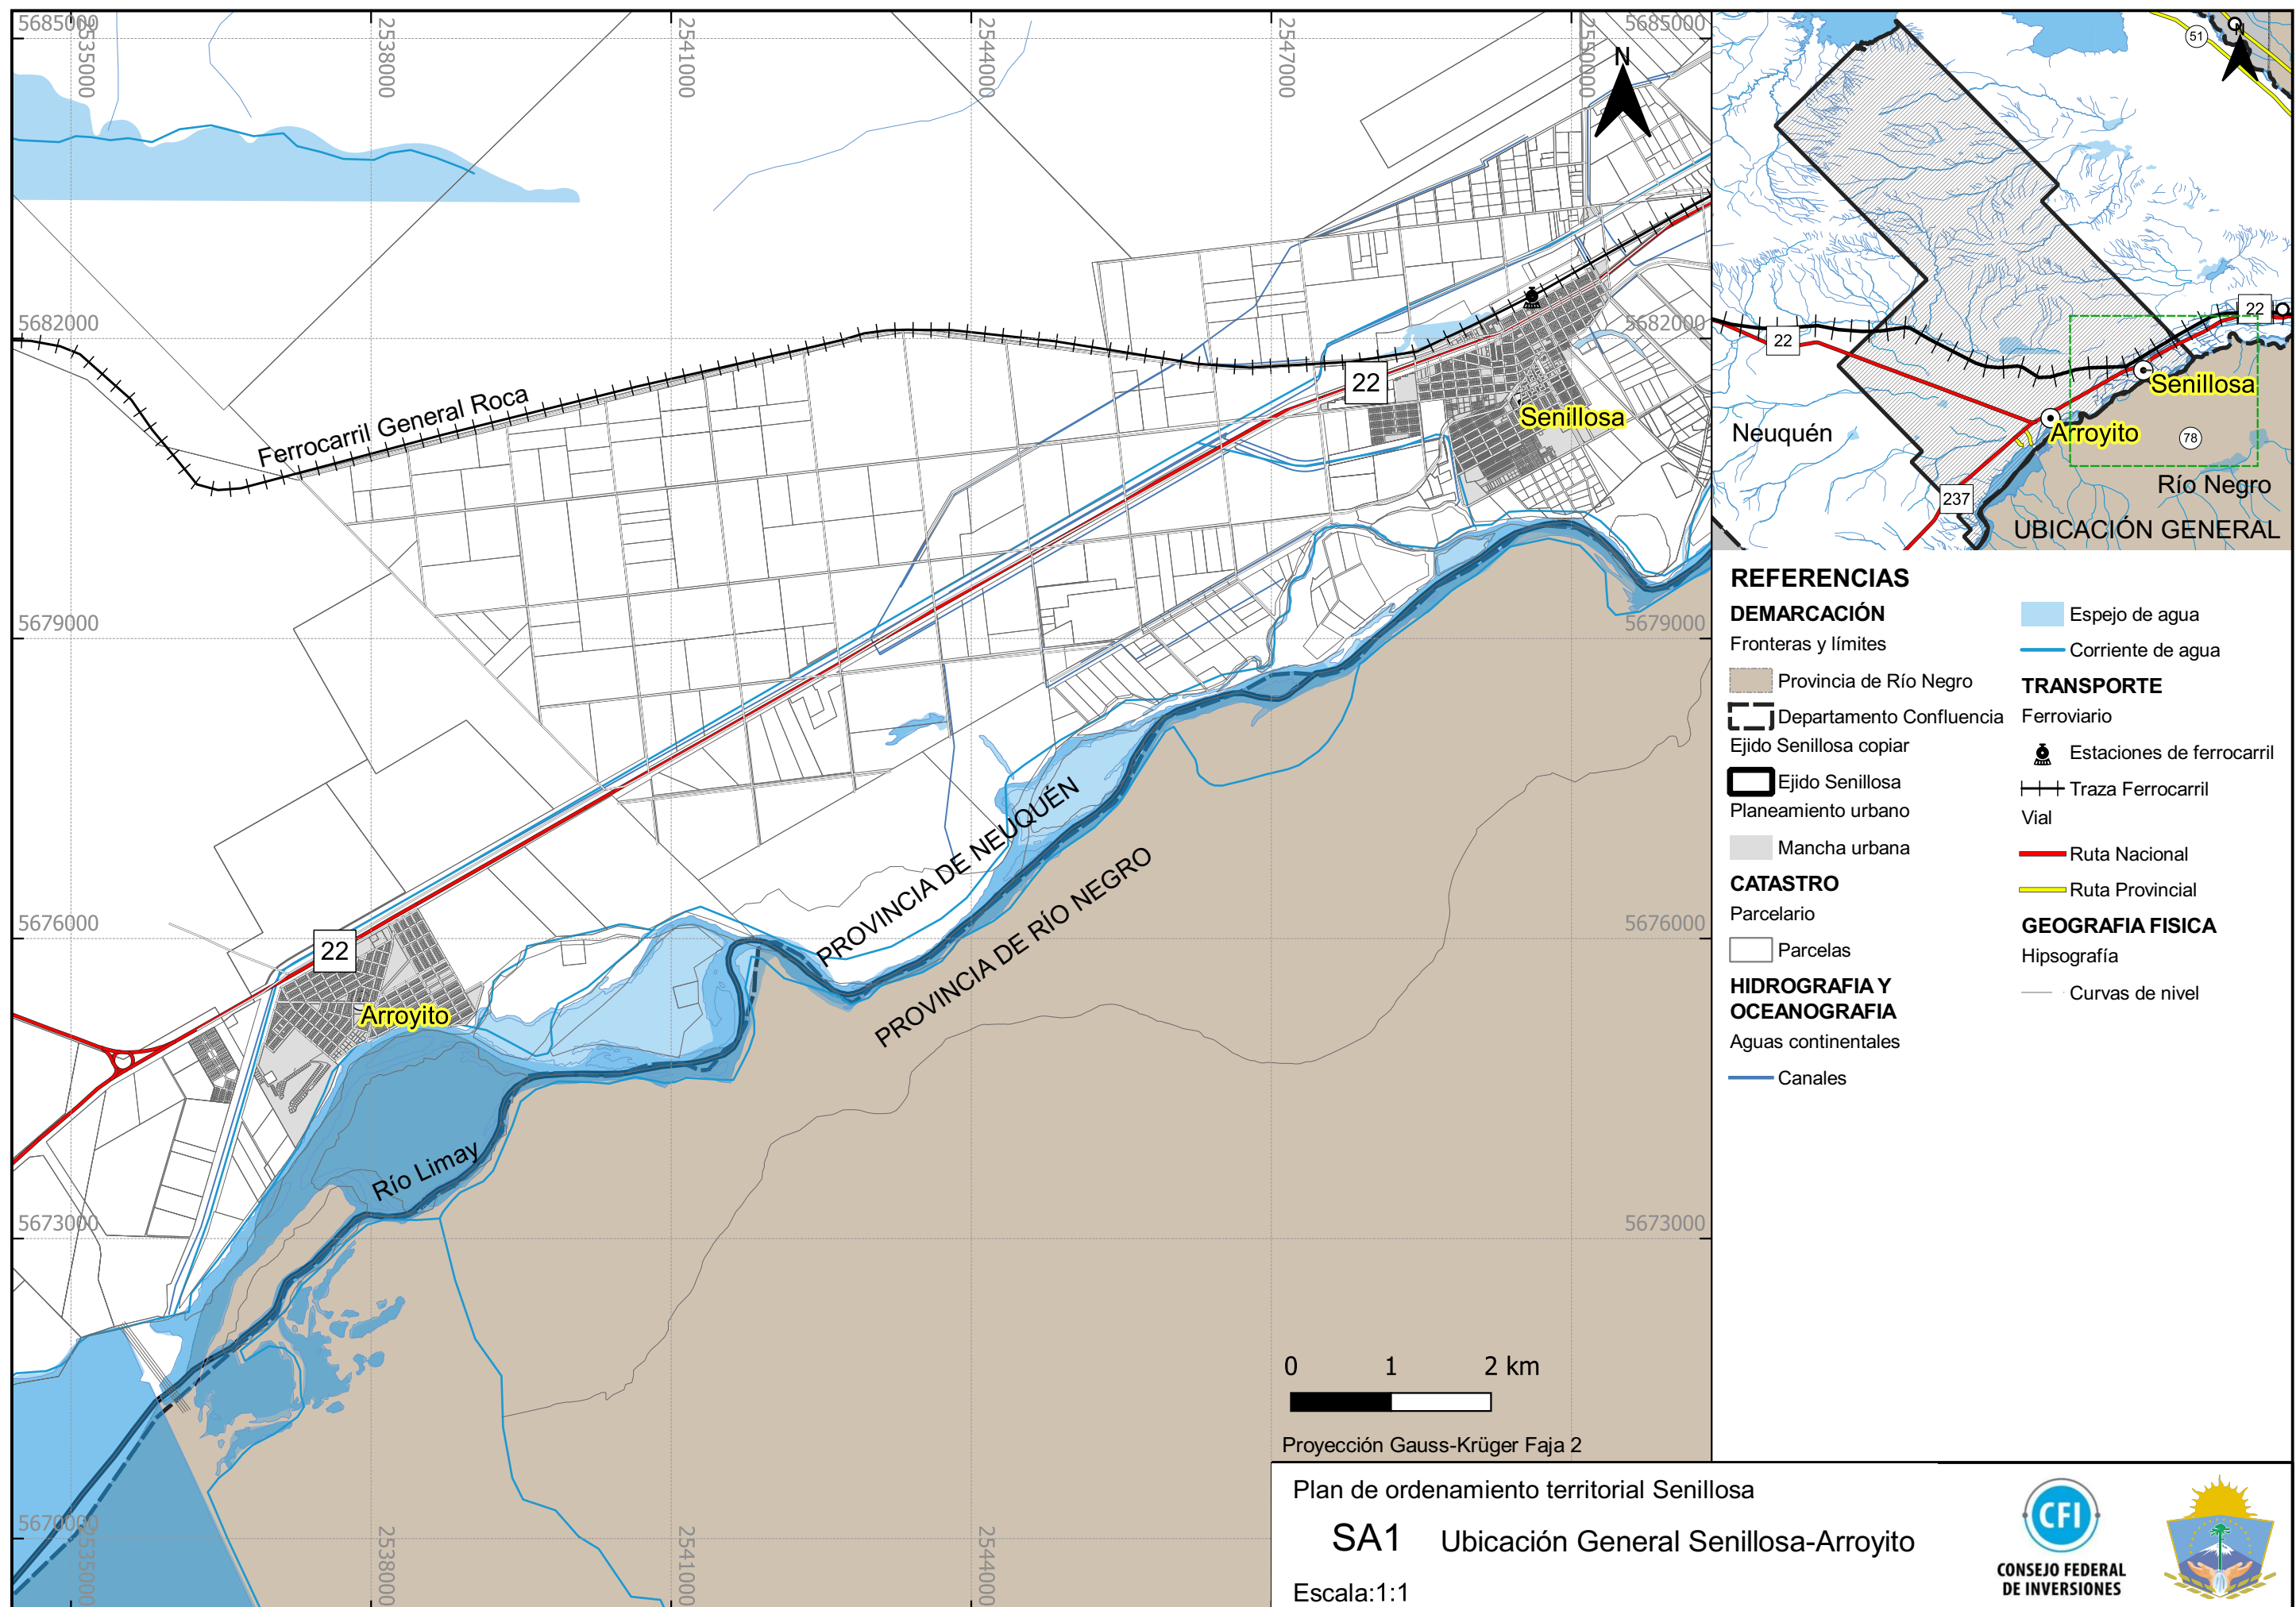 5685000
2535000
2538000
2541000
2544000
2547000
2550000
5685000
N
5682000
5682000
Ferrocarril General Roca
22
Senillosa
5679000
5679000
PROVINCIA DE NEUQUÉN
PROVINCIA DE RÍO NEGRO
5676000
5676000
22
Arroyito
Río Limay
5673000
5673000
5670000
2535000
2538000
2541000
2544000
0 1 2 km
Proyección Gauss-Krüger Faja 2
51
N
22
22
Senillosa
Neuquén
Arroyito
78
237
Río Negro
UBICACIÓN GENERAL
REFERENCIAS
DEMARCACIÓN
Fronteras y límites
Provincia de Río Negro
Departamento Confluencia
Ejido Senillosa copiar
Ejido Senillosa
Planeamiento urbano
Mancha urbana
CATASTRO
Parcelario
Parcelas
HIDROGRAFIA Y
OCEANOGRAFIA
Aguas continentales
Canales
Espejo de agua
Corriente de agua
TRANSPORTE
Ferroviario
Estaciones de ferrocarril
Traza Ferrocarril
Vial
Ruta Nacional
Ruta Provincial
GEOGRAFIA FISICA
Hipsografía
Curvas de nivel
Plan de ordenamiento territorial Senillosa
SA1 Ubicación General Senillosa-Arroyito
Escala:1:1
CFI
CONSEJO FEDERAL
DE INVERSIONES